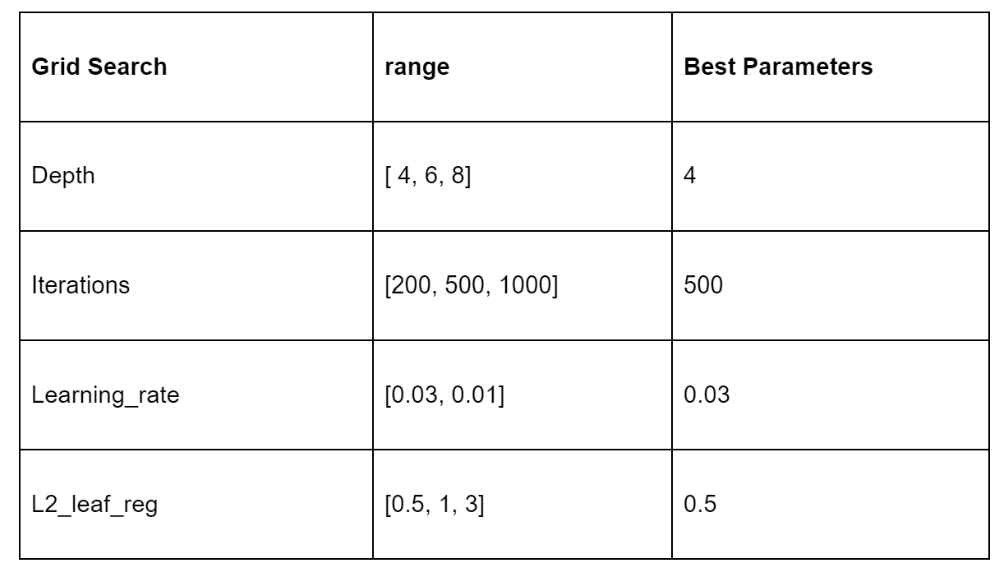 Grid Search range Best Parameters
Depth [ 4, 6, 8] 4
Iterations [200, 500, 1000] 500
Learning_rate [0.03, 0.01] 0.03
L2_leaf_reg [0.5, 1, 3] 0.5